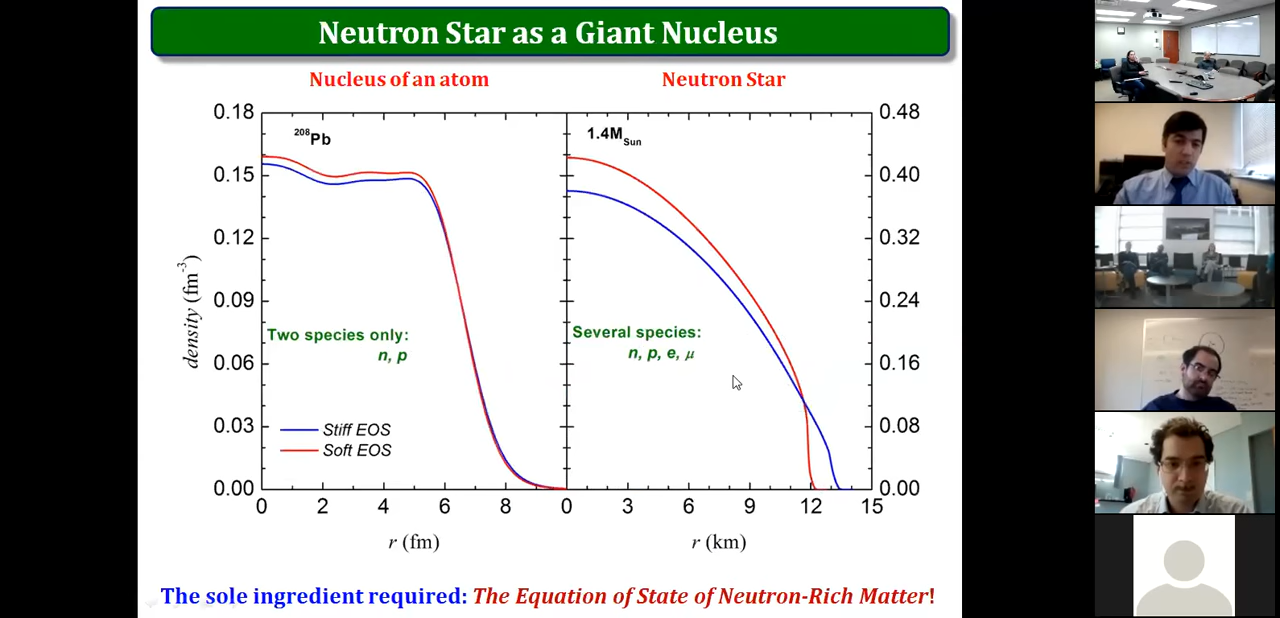 Neutron Star as a Giant Nucleus
Nucleus of an atom
Neutron Star
0.18
0.15
0.12
0.09
0.06
0.03
0.00
density (fm⁻³)
²⁰⁸Pb
Two species only:
n, p
Stiff EOS
Soft EOS
0 2 4 6 8
r (fm)
1.4M_Sun
Several species:
n, p, e, μ
0.48
0.40
0.32
0.24
0.16
0.08
0.00
0 3 6 9 12 15
r (km)
The sole ingredient required: The Equation of State of Neutron-Rich Matter!